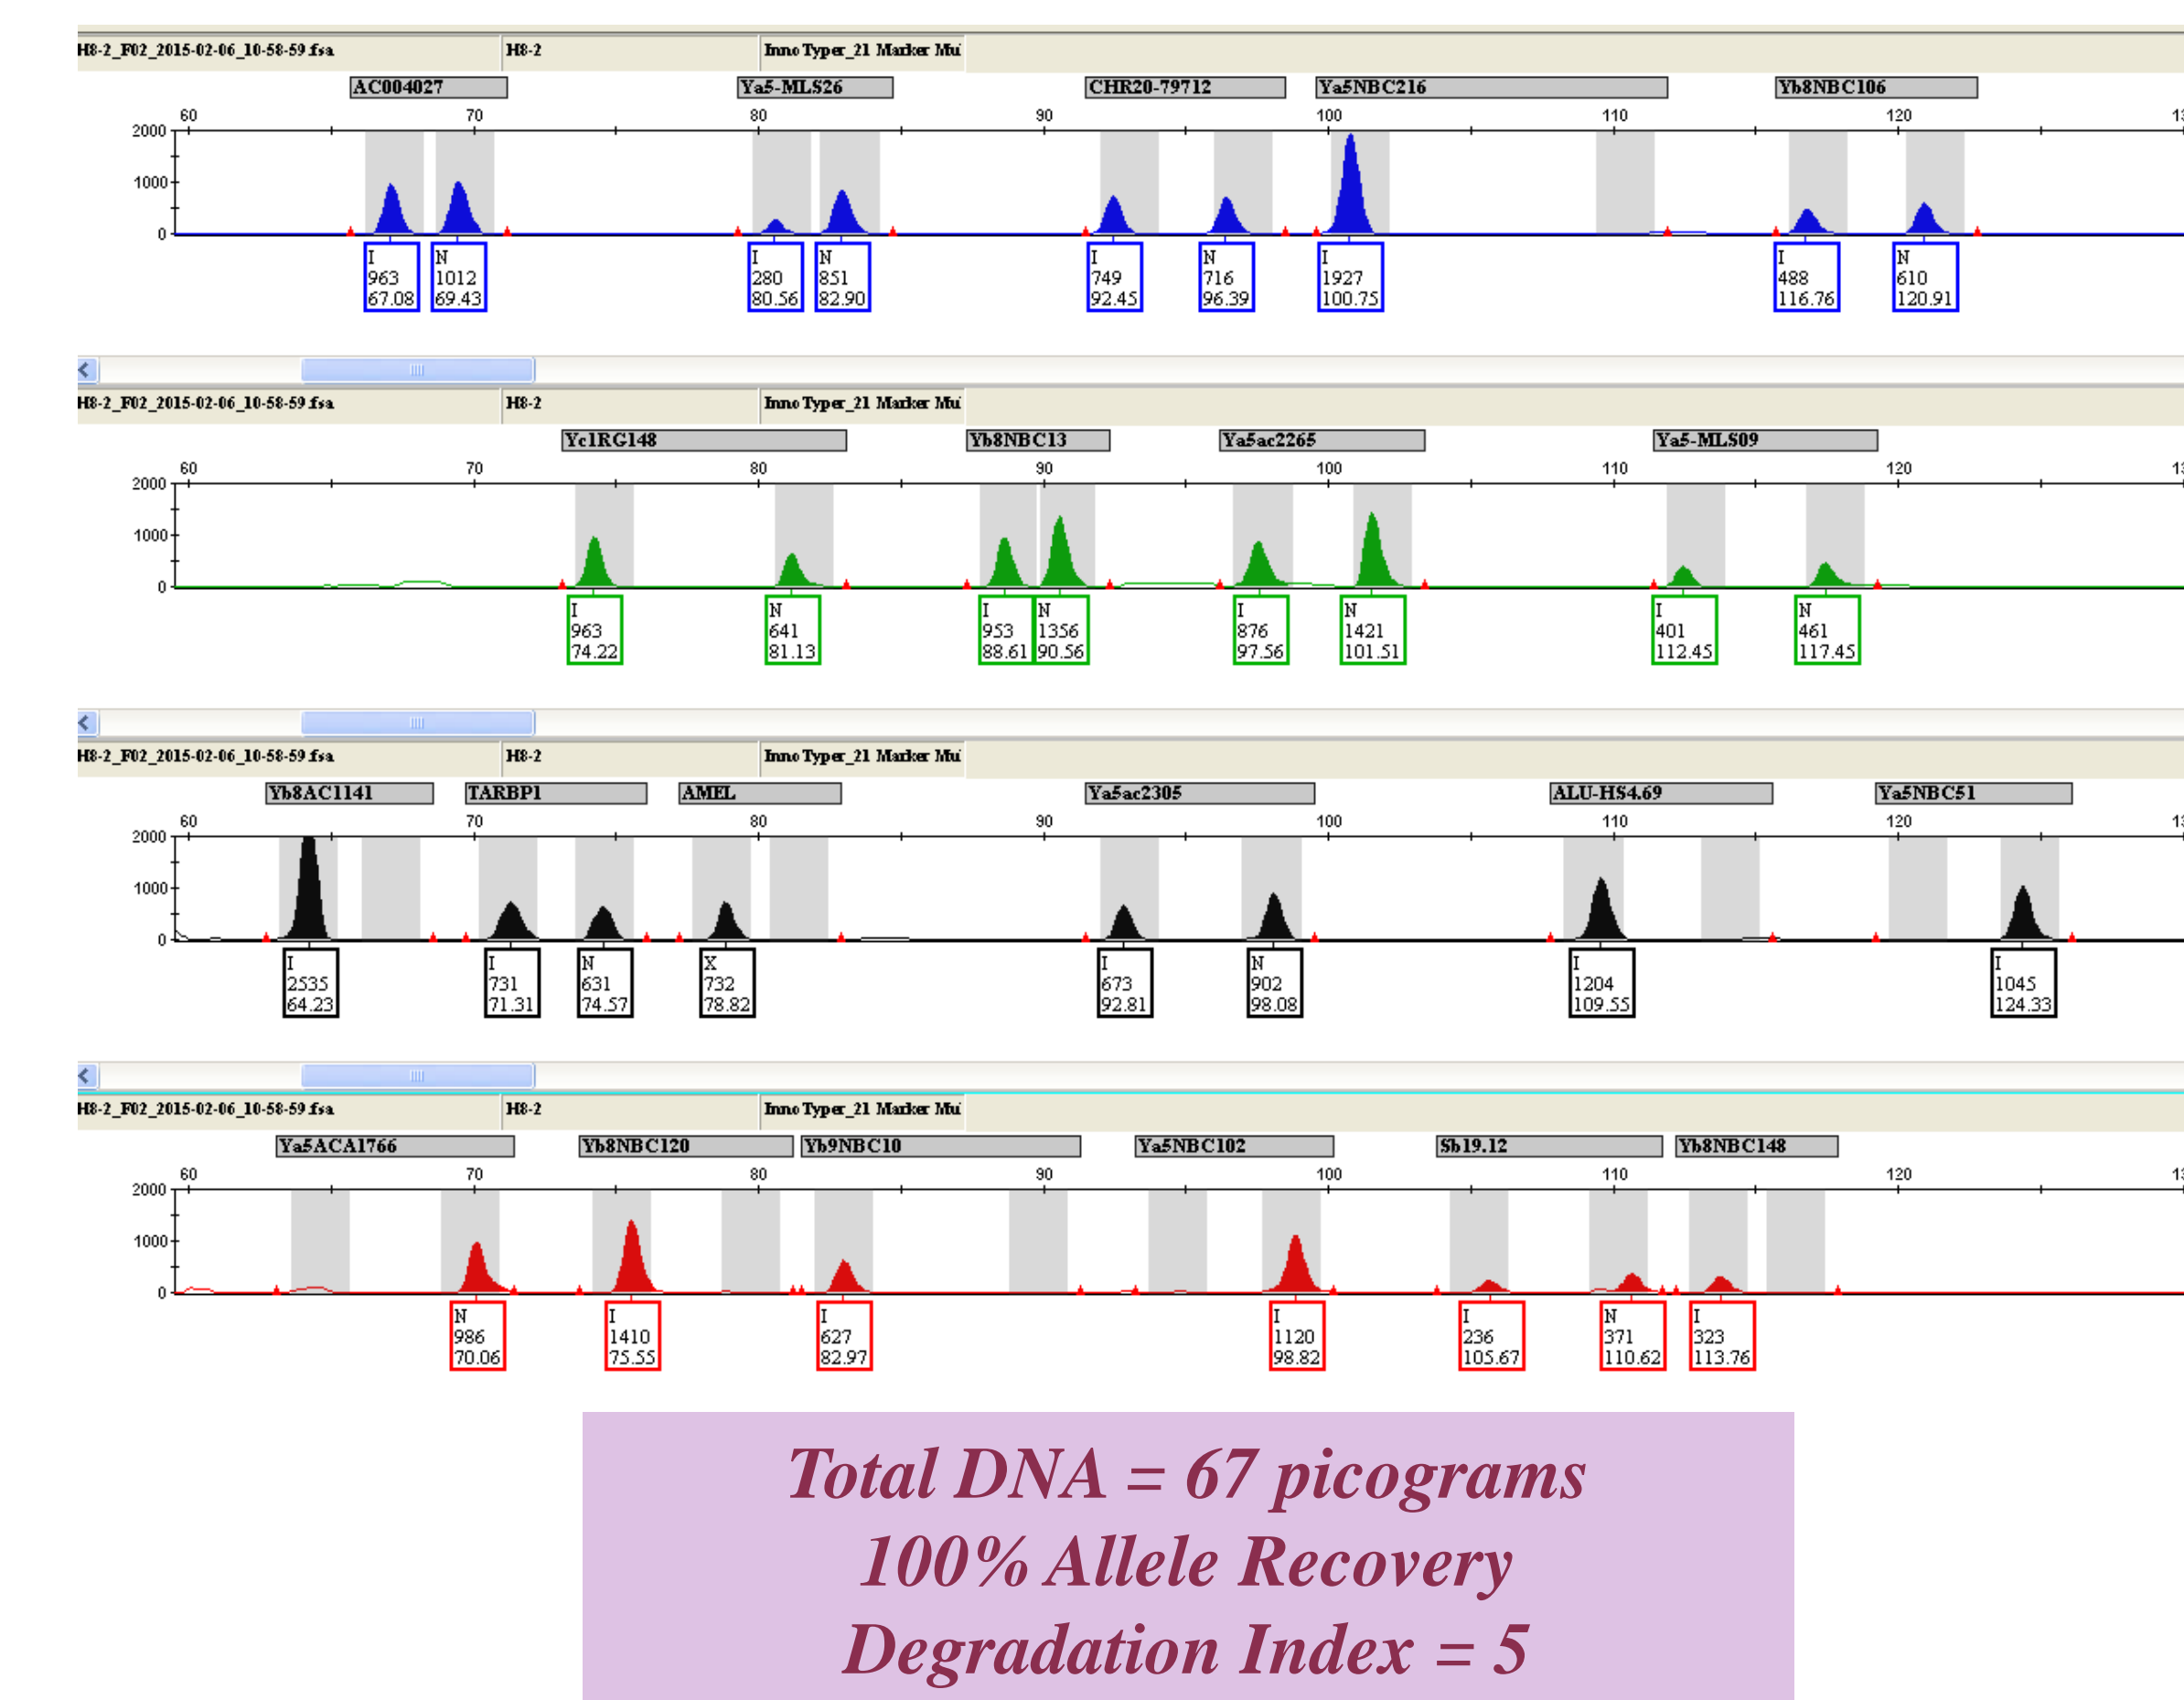 H8-2_F02_2015-02-06_10-58-59.fsa H8-2 InnoTyper_21 Marker Mu
AC004027 Ya5-MLS26 CHR20-79712 Ya5NBC216 Yb8NBC106
60 70 80 90 100 110 120
2000
1000
0
I N I N I N I I N
963 1012 280 851 749 716 1927 488 610
67.08 69.43 80.56 82.90 92.45 96.39 100.75 116.76 120.91
H8-2_F02_2015-02-06_10-58-59.fsa H8-2 InnoTyper_21 Marker Mu
Yc1RG148 Yb8NBC13 Ya5ac2265 Ya5-MLS09
60 70 80 90 100 110 120
2000
1000
0
I N I N I N I N
963 641 953 1356 876 1421 401 461
74.22 81.13 88.61 90.56 97.56 101.51 112.45 117.45
H8-2_F02_2015-02-06_10-58-59.fsa H8-2 InnoTyper_21 Marker Mu
Yb8AC1141 TARBP1 AMEL Ya5ac2305 ALU-HS4.69 Ya5NBC51
60 70 80 90 100 110 120
2000
1000
0
I I N X I N I I
2535 731 631 732 673 902 1204 1045
64.23 71.31 74.57 78.82 92.81 98.08 109.55 124.33
H8-2_F02_2015-02-06_10-58-59.fsa H8-2 InnoTyper_21 Marker Mu
Ya5ACA1766 Yb8NBC120 Yb9NBC10 Ya5NBC102 Sb19.12 Yb8NBC148
60 70 80 90 100 110 120
2000
1000
0
N I I I I N I
986 1410 627 1120 236 371 323
70.06 75.55 82.97 98.82 105.67 110.62 113.76
Total DNA = 67 picograms
100% Allele Recovery
Degradation Index = 5